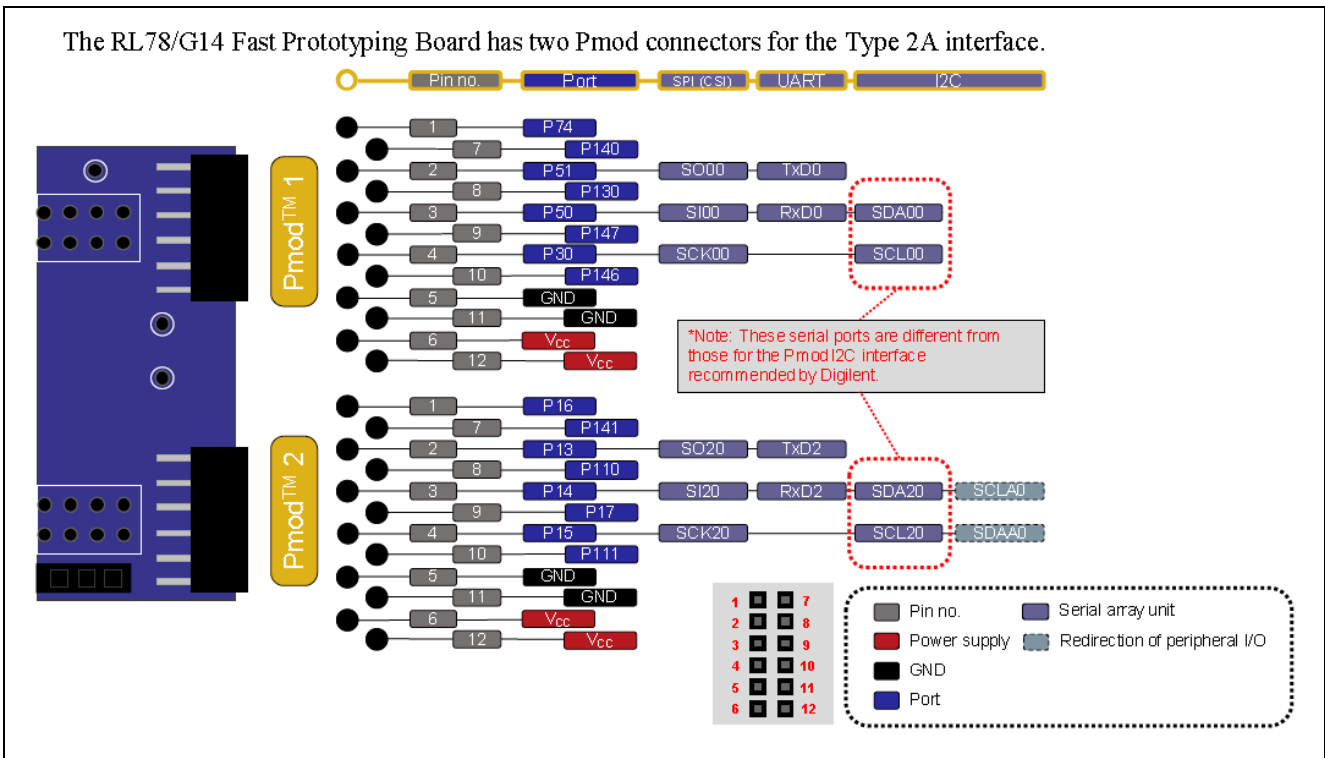 The RL78/G14 Fast Prototyping Board has two Pmod connectors for the Type 2A interface.
Pin no. Port SPI (CSI) UART I2C
Pmod™ 1
1 P74
7 P140
2 P51 SO00 TxD0
8 P130
3 P50 SI00 RxD0 SDA00
9 P147
4 P30 SCK00 SCL00
10 P146
5 GND
11 GND
6 Vcc
12 Vcc
*Note: These serial ports are different from
those for the Pmod I2C interface
recommended by Digilent.
Pmod™ 2
1 P16
7 P141
2 P13 SO20 TxD2
8 P110
3 P14 SI20 RxD2 SDA20 SCLA0
9 P17
4 P15 SCK20 SCL20 SDAA0
10 P111
5 GND
11 GND
6 Vcc
12 Vcc
1 7
2 8
3 9
4 10
5 11
6 12
Pin no. Serial array unit
Power supply Redirection of peripheral I/O
GND
Port